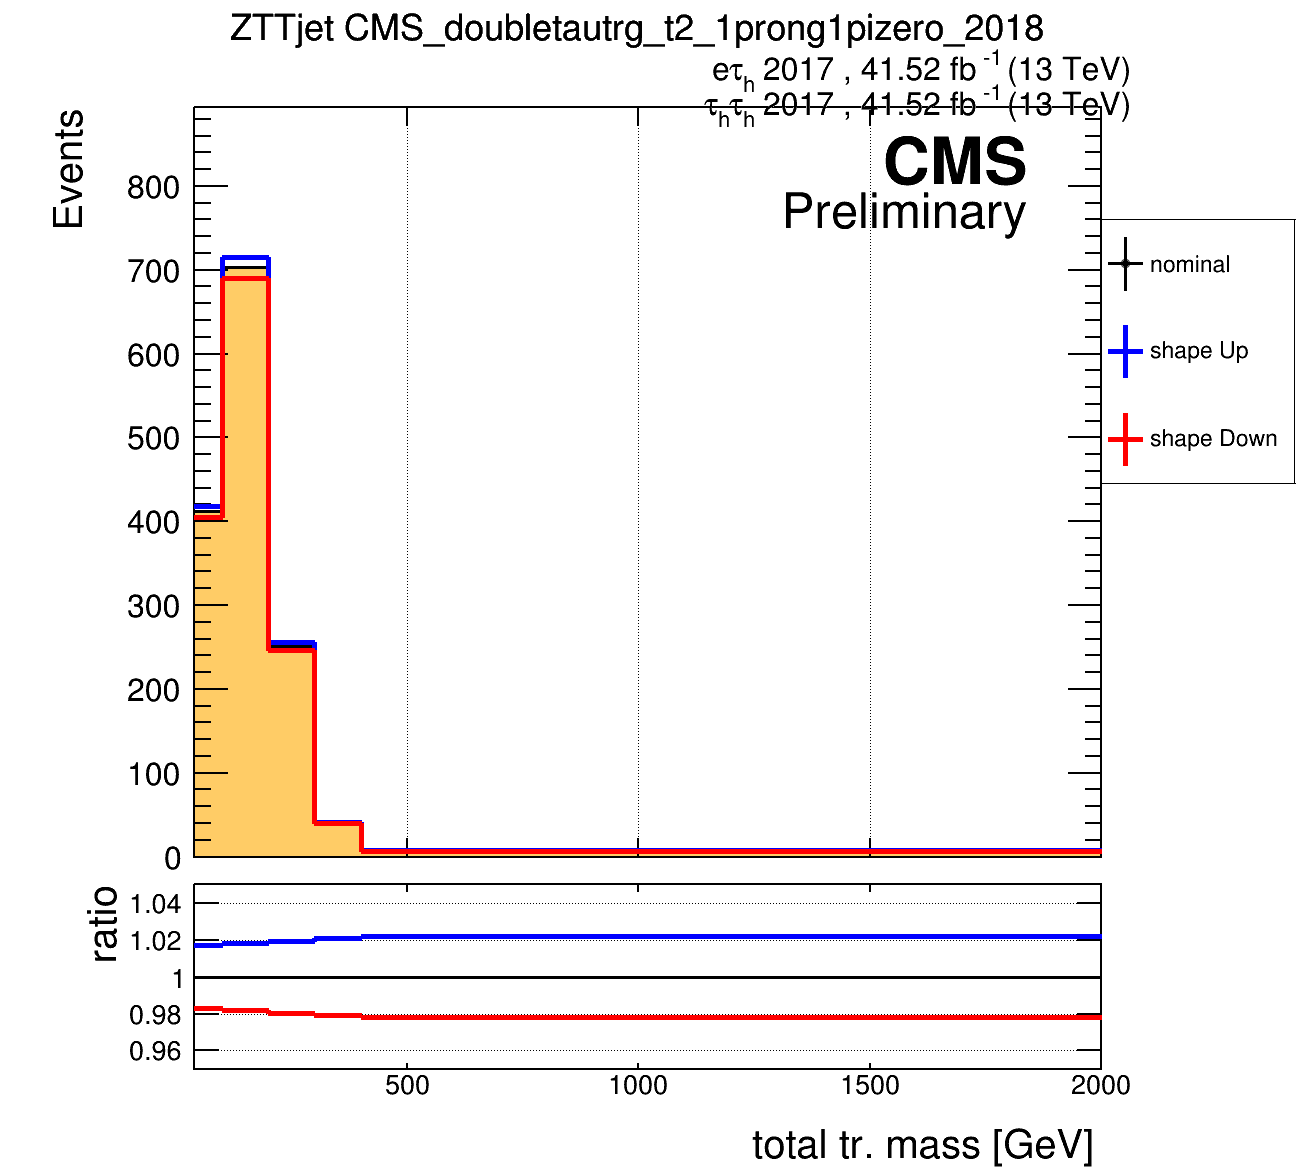 ZTTjet CMS_doubletautrg_t2_1prong1pizero_2018
eτh 2017 , 41.52 fb -1 (13 TeV)
τhτh 2017 , 41.52 fb -1 (13 TeV)
CMS
Preliminary
Events
800
700
600
500
400
300
200
100
0
nominal
shape Up
shape Down
ratio
1.04
1.02
1
0.98
0.96
500
1000
1500
2000
total tr. mass [GeV]